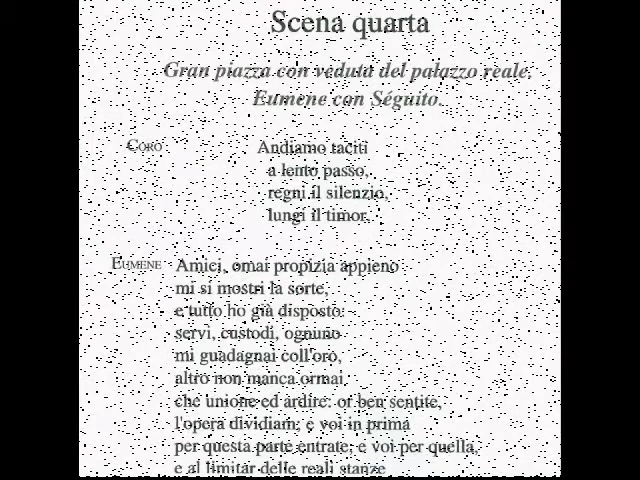 Scena quarta
Gran piazza con veduta del palazzo reale.
Eumene con Séguito.
CORO Andiamo taciti
a lento passo,
regni il silenzio,
lungi il timor.
EUMENE Amici, omai propizia appieno
mi si mostri la sorte,
e tutto ho già disposto:
servi, custodi, ognuno
mi guadagnai coll'oro,
altro non manca ormai
che unione ed ardire: or ben sentite,
l'opera dividiam; e voi in prima
per questa parte entrate; e voi per quella,
e al limitar delle reali stanze